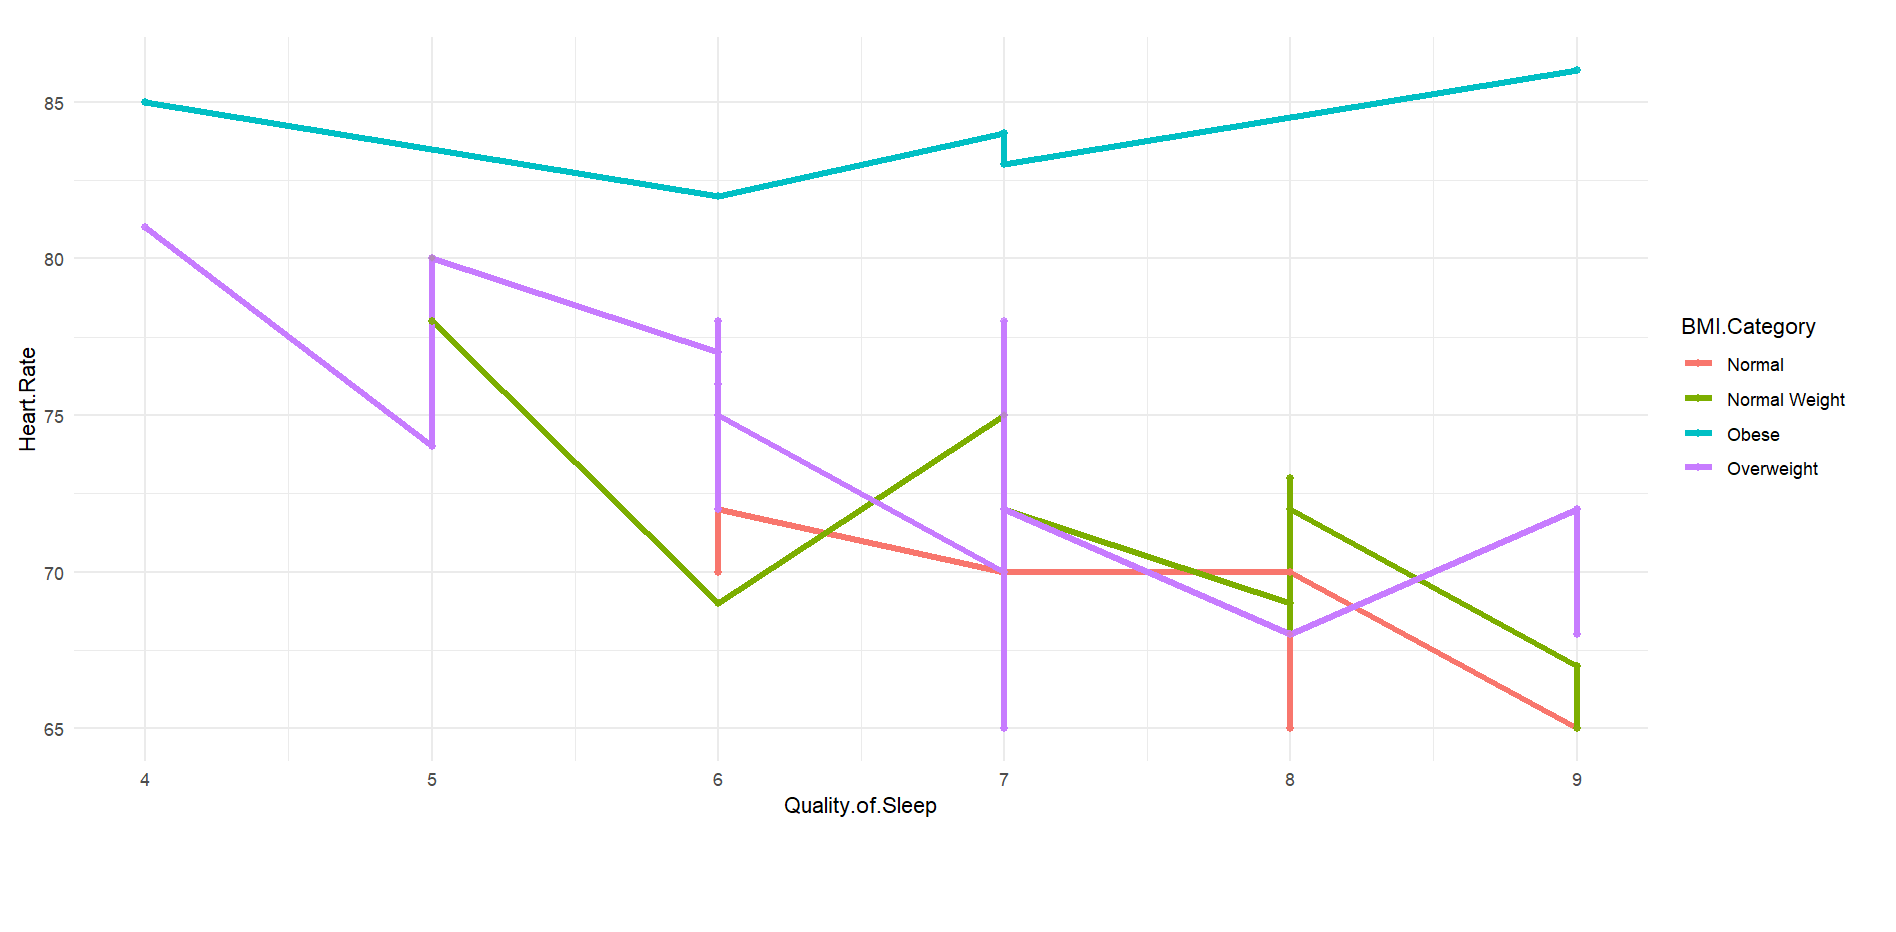 85
80
75
70
65
Heart.Rate
4 5 6 7 8 9
Quality.of.Sleep
BMI.Category
Normal
Normal Weight
Obese
Overweight